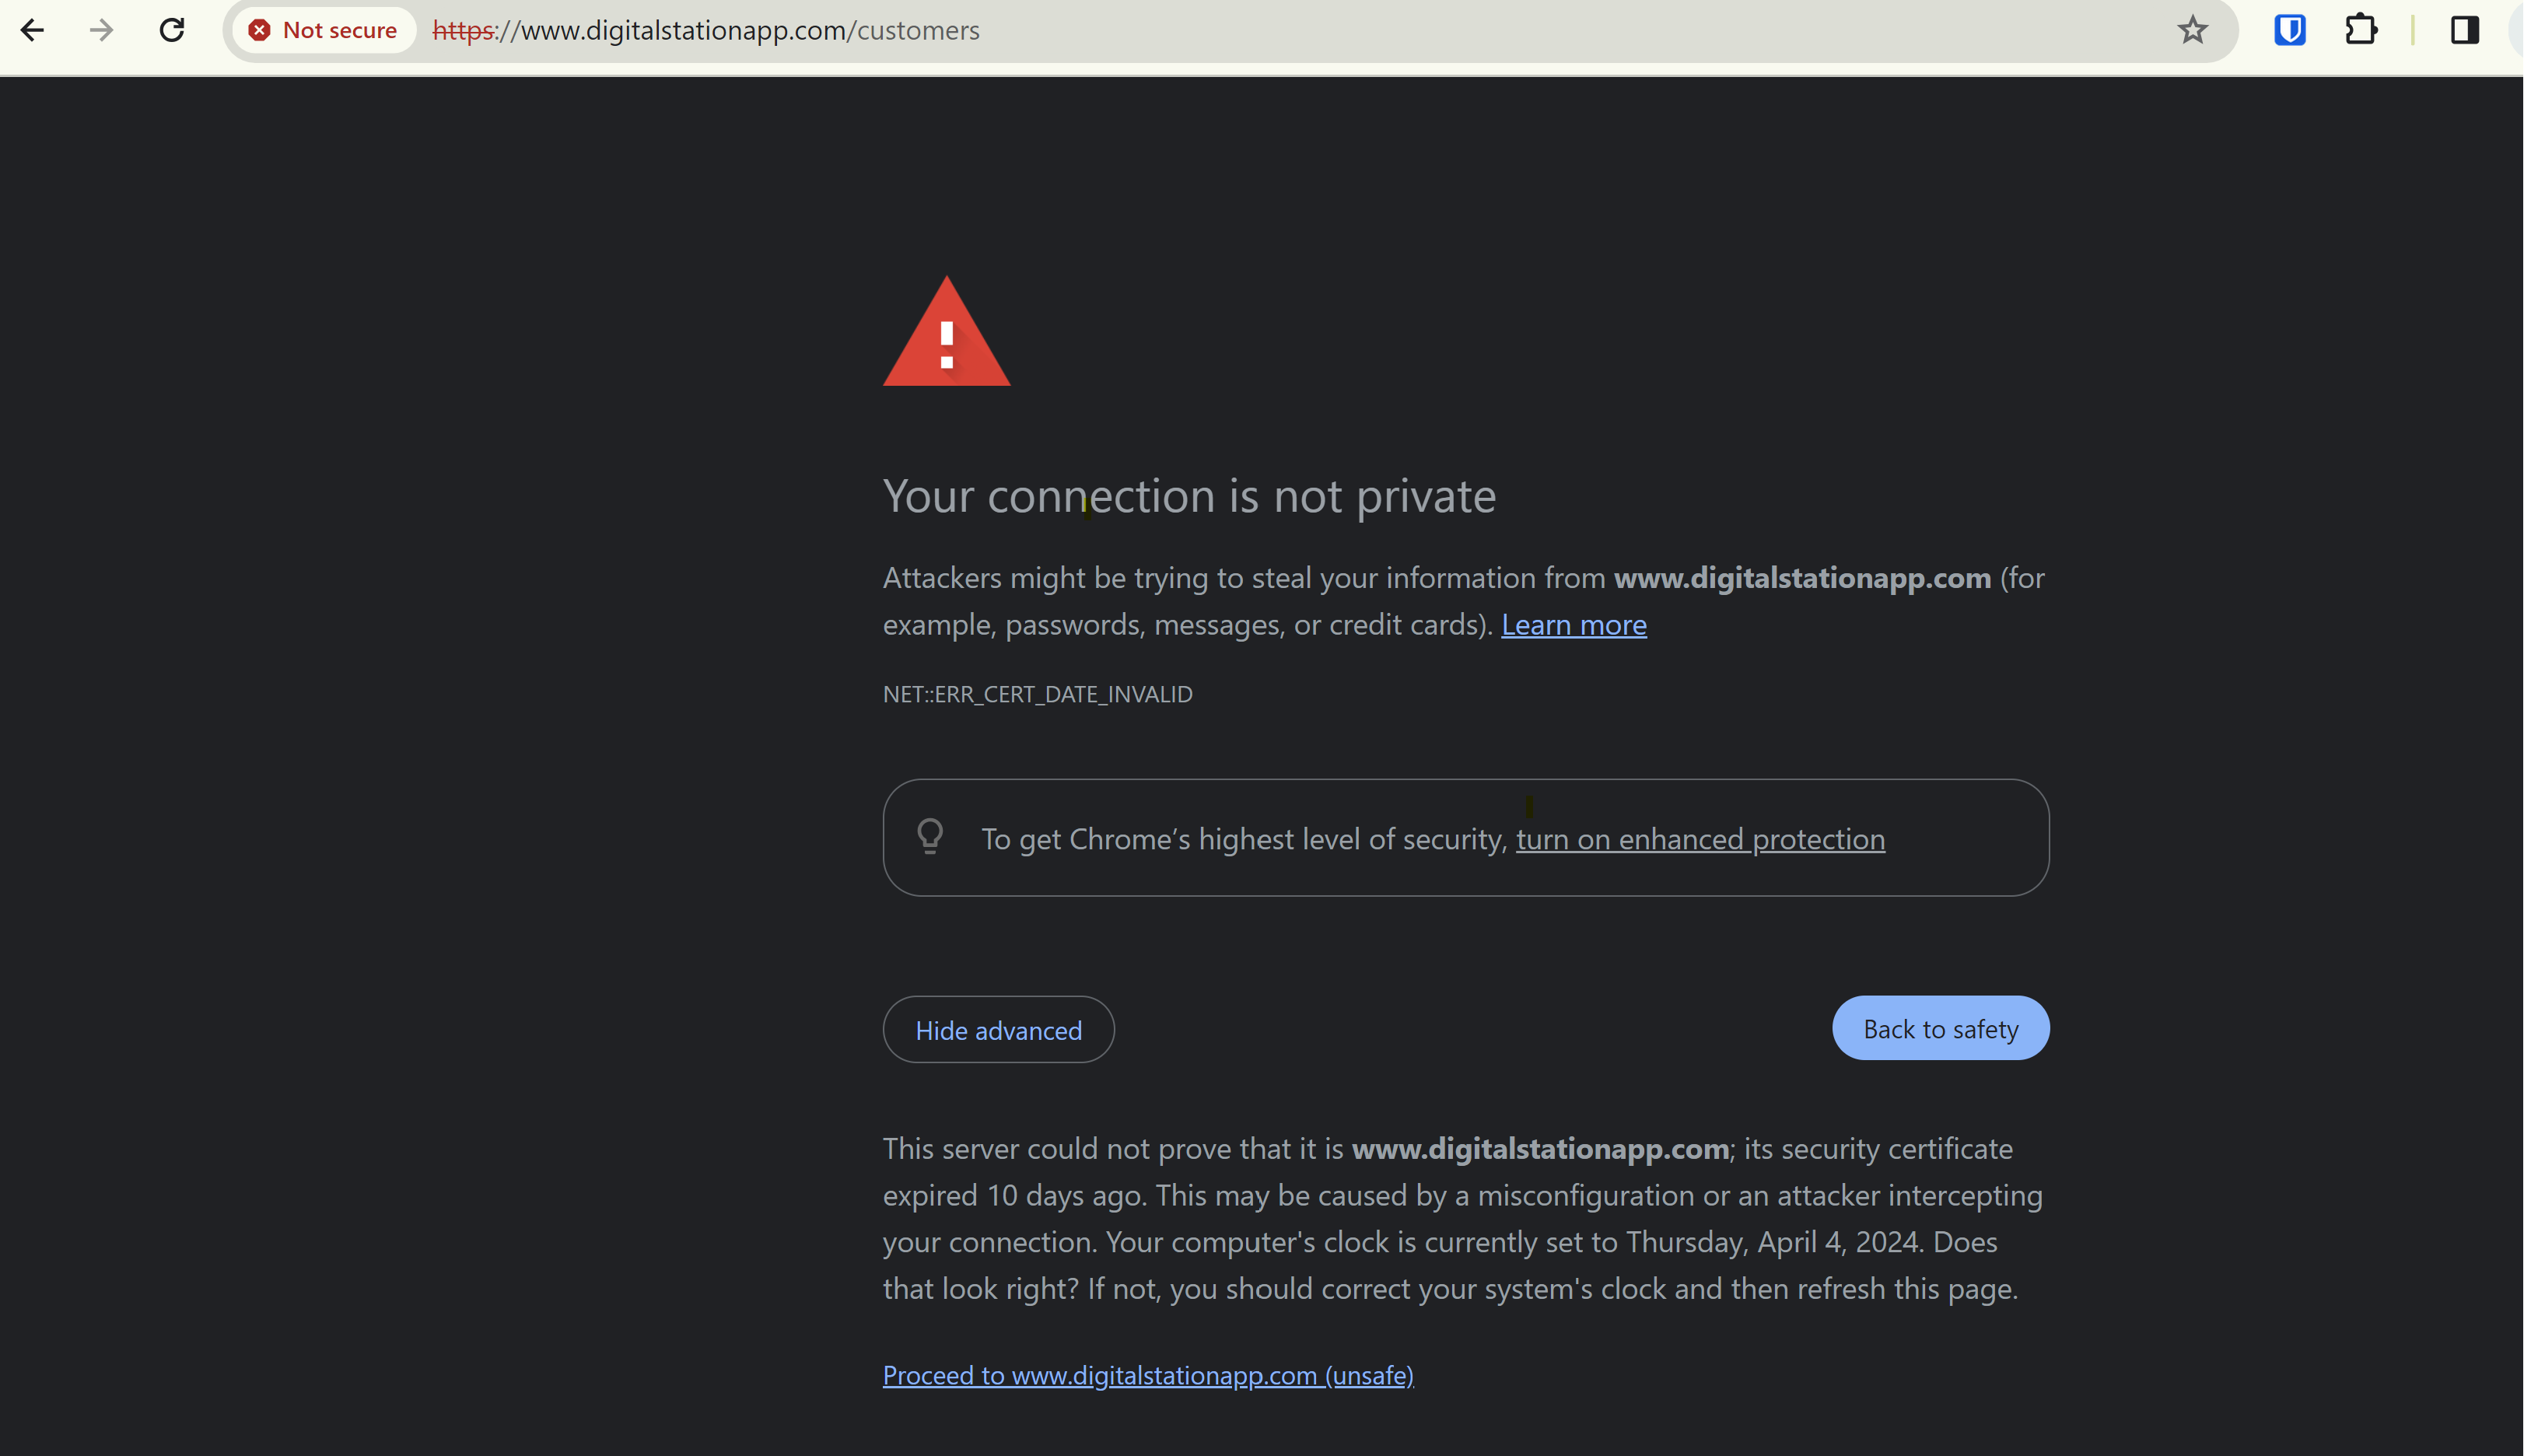 Not secure https://www.digitalstationapp.com/customers
Your connection is not private
Attackers might be trying to steal your information from www.digitalstationapp.com (for
example, passwords, messages, or credit cards). Learn more
NET::ERR_CERT_DATE_INVALID
To get Chrome’s highest level of security, turn on enhanced protection
Hide advanced
Back to safety
This server could not prove that it is www.digitalstationapp.com; its security certificate
expired 10 days ago. This may be caused by a misconfiguration or an attacker intercepting
your connection. Your computer's clock is currently set to Thursday, April 4, 2024. Does
that look right? If not, you should correct your system's clock and then refresh this page.
Proceed to www.digitalstationapp.com (unsafe)